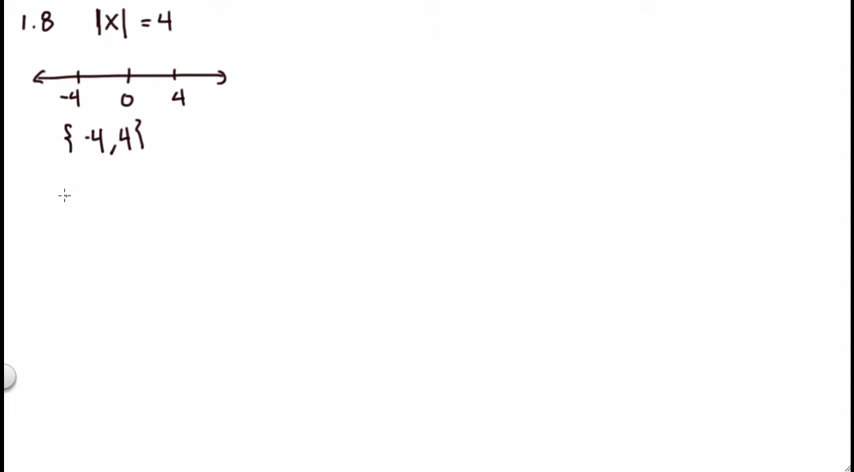 1.8 |x| = 4
-4 0 4
{-4, 4}